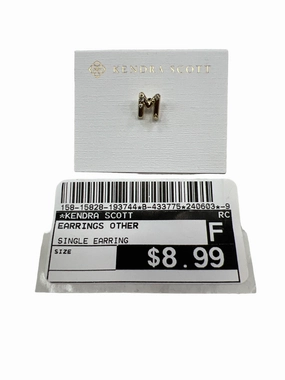 KENDRA SCOTT
M
158-15828-193744*B-433775*240603*-9
*KENDRA SCOTT RC
EARRINGS OTHER F
SINGLE EARRING
SIZE
$8.99